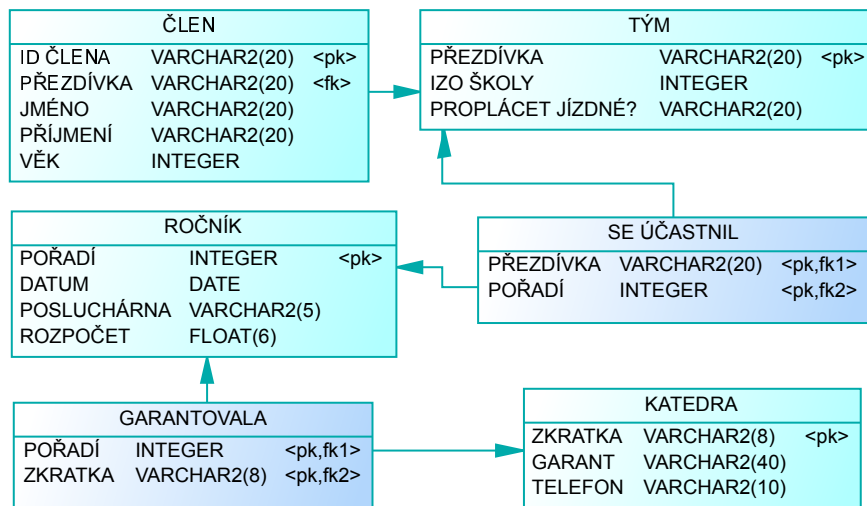 ČLEN
ID ČLENA VARCHAR2(20) <pk>
PŘEZDÍVKA VARCHAR2(20) <fk>
JMÉNO VARCHAR2(20)
PŘÍJMENÍ VARCHAR2(20)
VĚK INTEGER
TÝM
PŘEZDÍVKA VARCHAR2(20) <pk>
IZO ŠKOLY INTEGER
PROPLÁCET JÍZDNÉ? VARCHAR2(20)
ROČNÍK
POŘADÍ INTEGER <pk>
DATUM DATE
POSLUCHÁRNA VARCHAR2(5)
ROZPOČET FLOAT(6)
SE ÚČASTNIL
PŘEZDÍVKA VARCHAR2(20) <pk,fk1>
POŘADÍ INTEGER <pk,fk2>
GARANTOVALA
POŘADÍ INTEGER <pk,fk1>
ZKRATKA VARCHAR2(8) <pk,fk2>
KATEDRA
ZKRATKA VARCHAR2(8) <pk>
GARANT VARCHAR2(40)
TELEFON VARCHAR2(10)